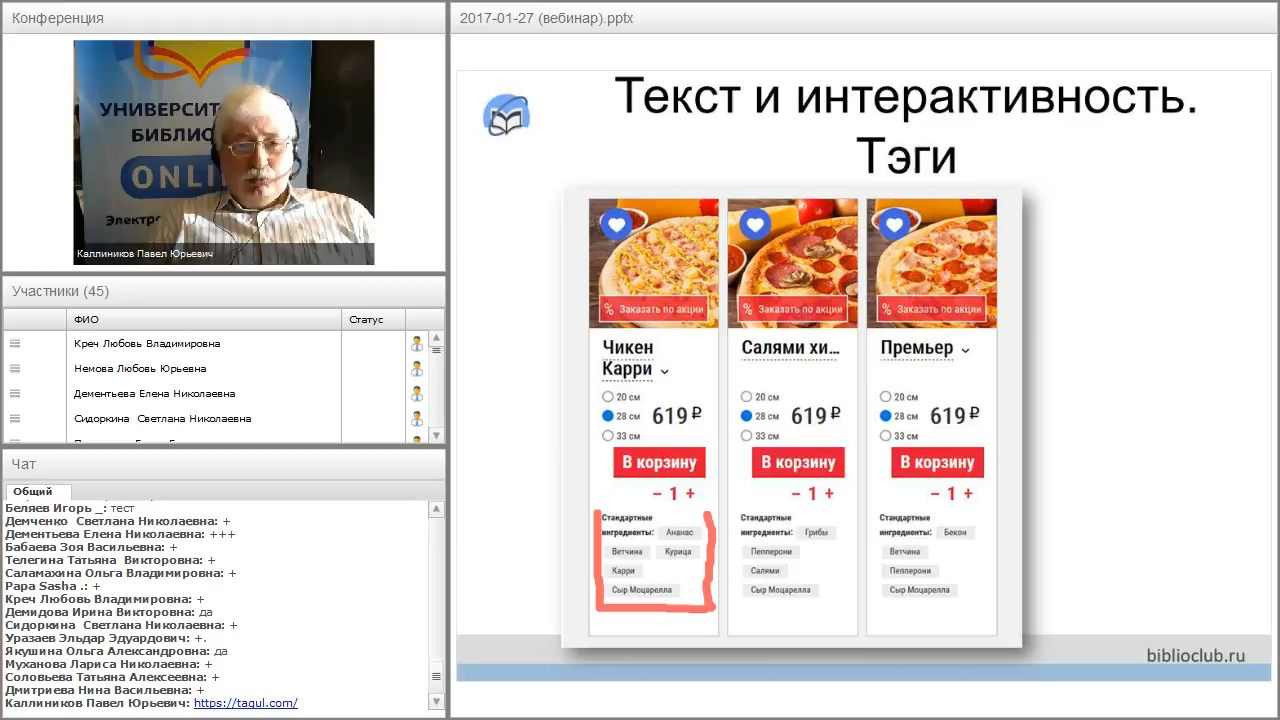 Конференция
УНИВЕРСИТ
БИБЛИО
ONLI
Электро
Каллиников Павел Юрьевич
Участники (45)
ФИО
Статус
Креч Любовь Владимировна
Немова Любовь Юрьевна
Дементьева Елена Николаевна
Сидоркина Светлана Николаевна
Чат
Общий
Беляев Игорь _: тест
Демченко Светлана Николаевна: +
Дементьева Елена Николаевна: +++
Бабаева Зоя Васильевна: +
Телегина Татьяна Викторовна: +
Саламахина Ольга Владимировна: +
Papa Sasha .: +
Креч Любовь Владимировна: +
Демидова Ирина Викторовна: да
Сидоркина Светлана Николаевна: +
Уразаев Эльдар Эдуардович: +.
Якушина Ольга Александровна: да
Муханова Лариса Николаевна: +
Соловьева Татьяна Алексеевна: +
Дмитриева Нина Васильевна: +
Каллиников Павел Юрьевич: https://tagul.com/
2017-01-27 (вебинар).pptx
Текст и интерактивность.
Тэги
% Заказать по акции
Чикен
Карри
20 см
28 см
33 см
619 ₽
В корзину
− 1 +
Стандартные
ингредиенты: Ананас
Ветчина Курица
Карри
Сыр Моцарелла
% Заказать по акции
Салями хи...
20 см
28 см
33 см
619 ₽
В корзину
− 1 +
Стандартные
ингредиенты: Грибы
Пепперони
Салями
Сыр Моцарелла
% Заказать по акции
Премьер
20 см
28 см
33 см
619 ₽
В корзину
− 1 +
Стандартные
ингредиенты: Бекон
Ветчина
Пепперони
Сыр Моцарелла
biblioclub.ru